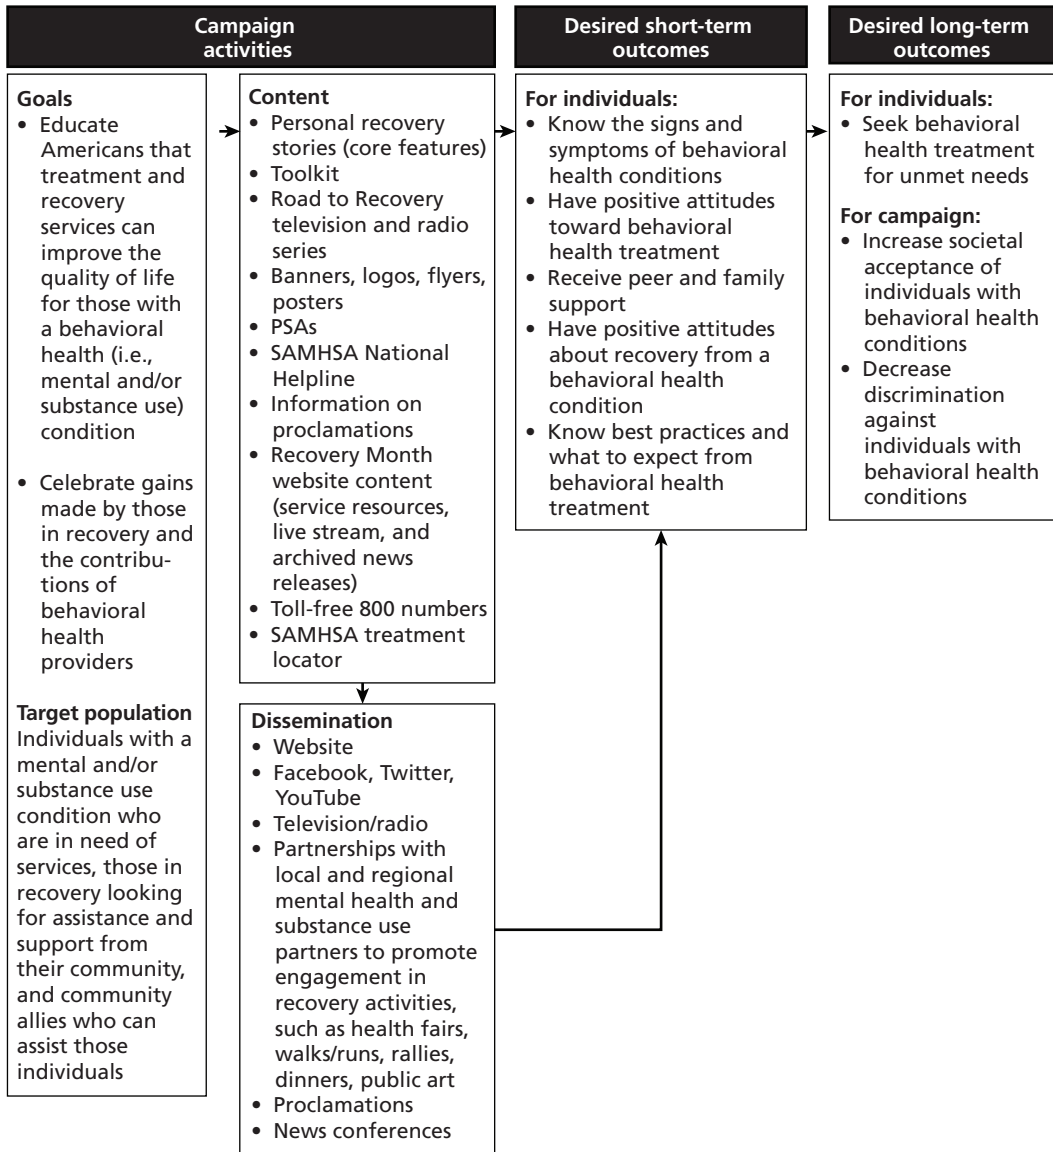 Campaign
activities
Desired short-term
outcomes
Desired long-term
outcomes
Goals
• Educate
Americans that
treatment and
recovery
services can
improve the
quality of life
for those with
a behavioral
health (i.e.,
mental and/or
substance use)
condition
• Celebrate gains
made by those
in recovery and
the contribu-
tions of
behavioral
health
providers
Target population
Individuals with a
mental and/or
substance use
condition who
are in need of
services, those in
recovery looking
for assistance and
support from
their community,
and community
allies who can
assist those
individuals
Content
• Personal recovery
stories (core features)
• Toolkit
• Road to Recovery
television and radio
series
• Banners, logos, flyers,
posters
• PSAs
• SAMHSA National
Helpline
• Information on
proclamations
• Recovery Month
website content
(service resources,
live stream, and
archived news
releases)
• Toll-free 800 numbers
• SAMHSA treatment
locator
Dissemination
• Website
• Facebook, Twitter,
YouTube
• Television/radio
• Partnerships with
local and regional
mental health and
substance use
partners to promote
engagement in
recovery activities,
such as health fairs,
walks/runs, rallies,
dinners, public art
• Proclamations
• News conferences
For individuals:
• Know the signs and
symptoms of behavioral
health conditions
• Have positive attitudes
toward behavioral
health treatment
• Receive peer and family
support
• Have positive attitudes
about recovery from a
behavioral health
condition
• Know best practices and
what to expect from
behavioral health
treatment
For individuals:
• Seek behavioral
health treatment
for unmet needs
For campaign:
• Increase societal
acceptance of
individuals with
behavioral health
conditions
• Decrease
discrimination
against
individuals with
behavioral health
conditions